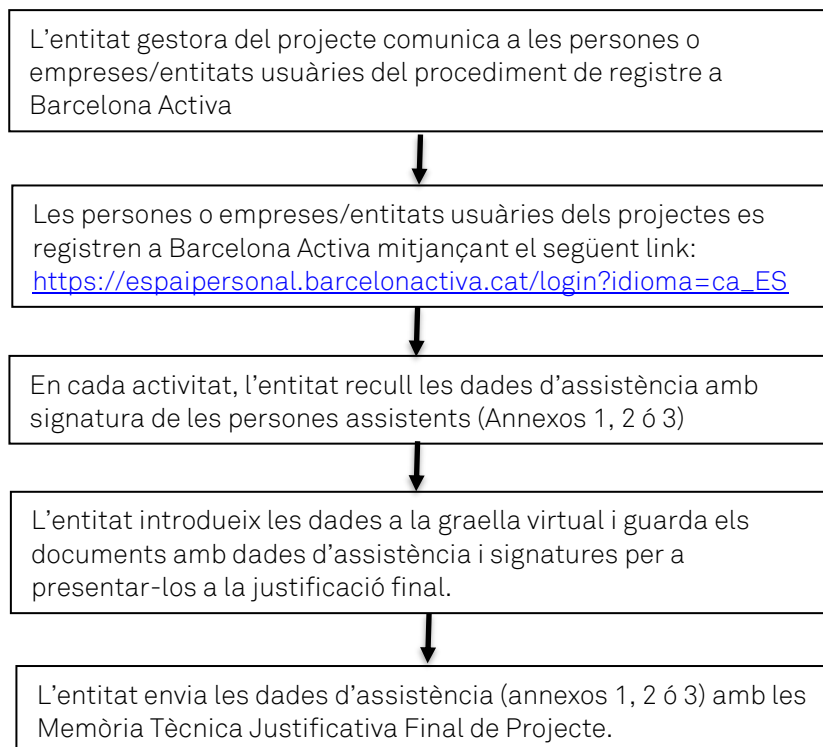 L'entitat gestora del projecte comunica a les persones o
empreses/entitats usuàries del procediment de registre a
Barcelona Activa
Les persones o empreses/entitats usuàries dels projectes es
registren a Barcelona Activa mitjançant el següent link:
https://espaipersonal.barcelonactiva.cat/login?idioma=ca_ES
En cada activitat, l'entitat recull les dades d'assistència amb
signatura de les persones assistents (Annexos 1, 2 ó 3)
L'entitat introdueix les dades a la graella virtual i guarda els
documents amb dades d'assistència i signatures per a
presentar-los a la justificació final.
L'entitat envia les dades d'assistència (annexos 1, 2 ó 3) amb les
Memòria Tècnica Justificativa Final de Projecte.